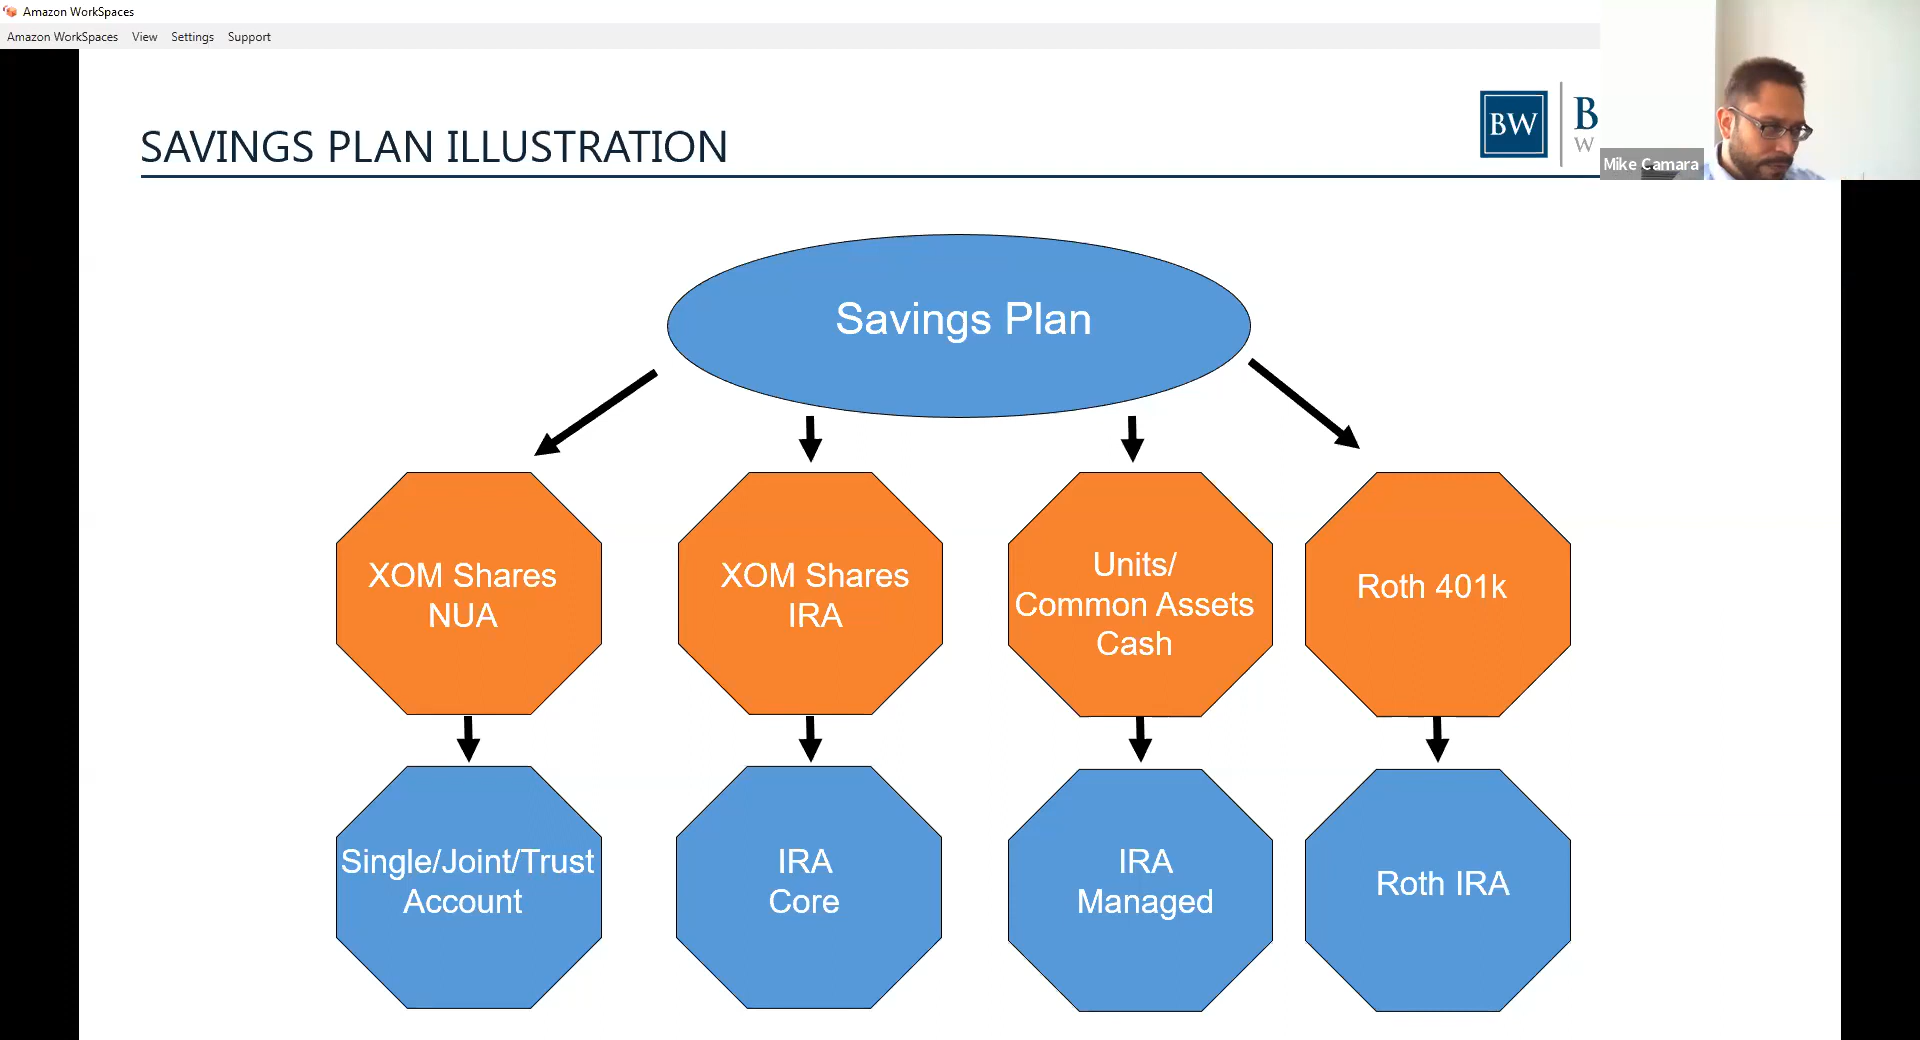 Amazon WorkSpaces
Amazon WorkSpaces View Settings Support
SAVINGS PLAN ILLUSTRATION
BW
B
W
Mike Camara
Savings Plan
XOM Shares
NUA
XOM Shares
IRA
Units/
Common Assets
Cash
Roth 401k
Single/Joint/Trust
Account
IRA
Core
IRA
Managed
Roth IRA